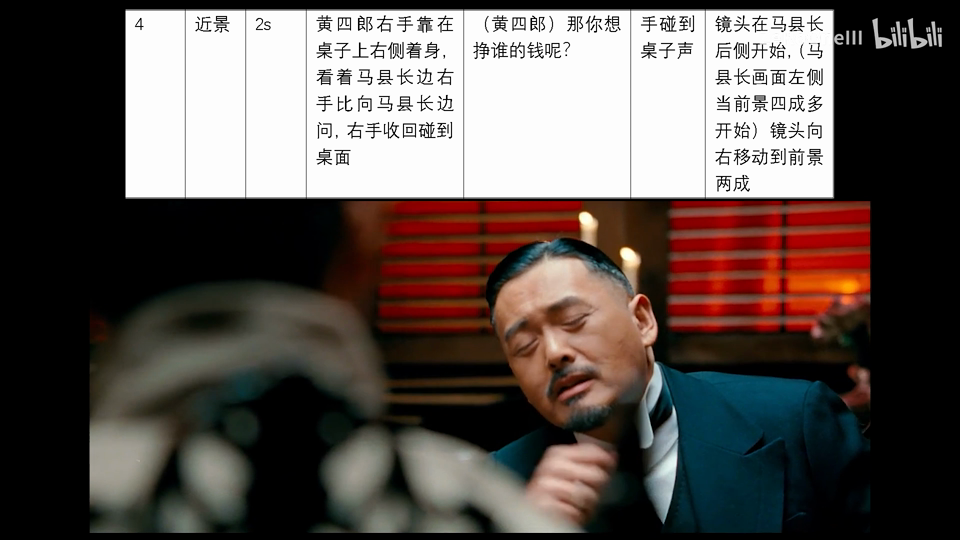 4
近景
2s
黄四郎右手靠在
桌子上右侧着身，
看着马县长边右
手比向马县长边
问，右手收回碰到
桌面
（黄四郎）那你想
挣谁的钱呢？
手碰到
桌子声
镜头在马县长
后侧开始，（马
县长画面左侧
当前景四成多
开始）镜头向
右移动到前景
两成
bilibili